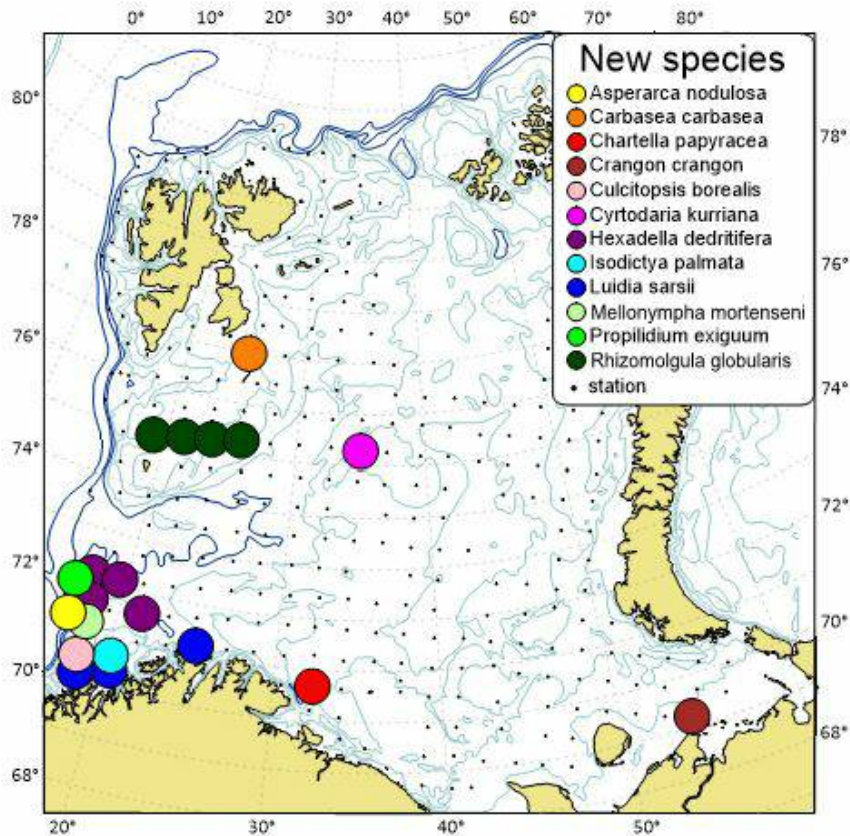 0° 10° 20° 30° 40° 50° 60° 70° 80°
New species
Asperarca nodulosa
Carbasea carbasea
Chartella papyracea
Crangon crangon
Culcitopsis borealis
Cyrtodaria kurriana
Hexadella dedritifera
Isodictya palmata
Luidia sarsii
Mellonympha mortenseni
Propilidium exiguum
Rhizomolgula globularis
station
80°
78°
78°
76°
76°
74°
74°
72°
72°
70°
70°
68°
68°
20° 30° 40° 50°